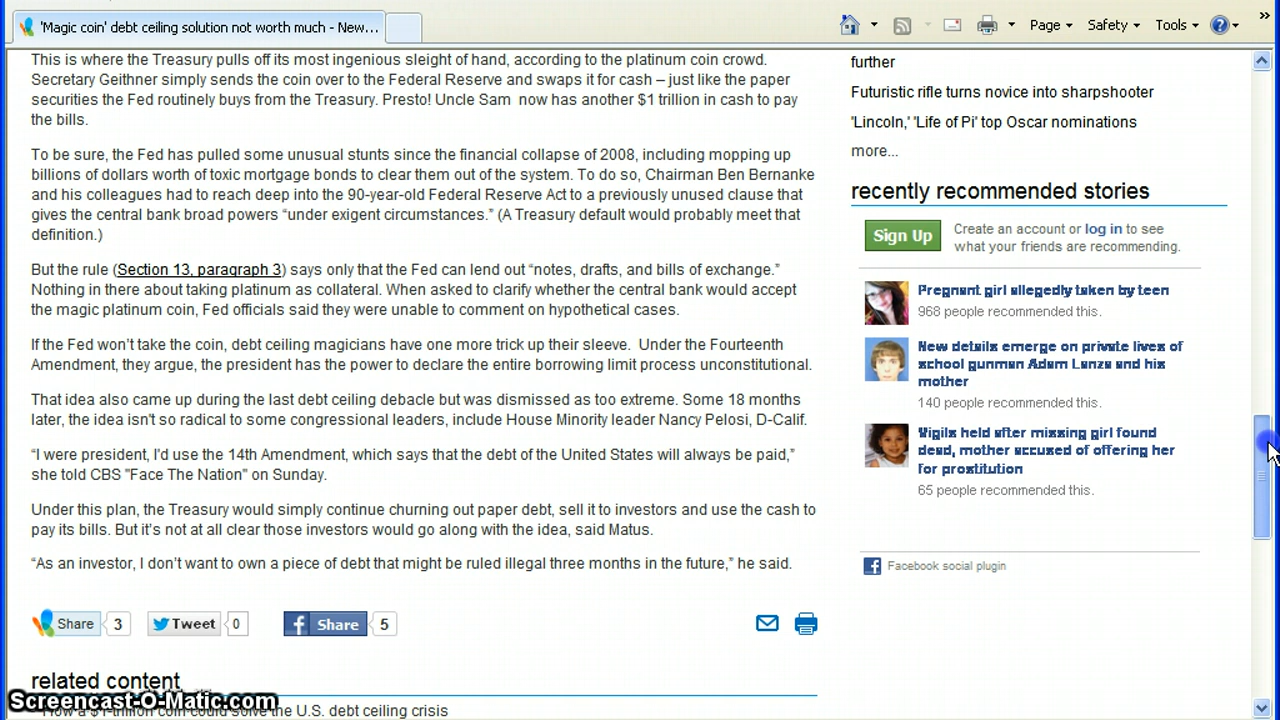 'Magic coin' debt ceiling solution not worth much - New...
Page
Safety
Tools
This is where the Treasury pulls off its most ingenious sleight of hand, according to the platinum coin crowd.
Secretary Geithner simply sends the coin over to the Federal Reserve and swaps it for cash – just like the paper
securities the Fed routinely buys from the Treasury. Presto! Uncle Sam  now has another $1 trillion in cash to pay
the bills.
To be sure, the Fed has pulled some unusual stunts since the financial collapse of 2008, including mopping up
billions of dollars worth of toxic mortgage bonds to clear them out of the system. To do so, Chairman Ben Bernanke
and his colleagues had to reach deep into the 90-year-old Federal Reserve Act to a previously unused clause that
gives the central bank broad powers “under exigent circumstances.” (A Treasury default would probably meet that
definition.)
But the rule (Section 13, paragraph 3) says only that the Fed can lend out “notes, drafts, and bills of exchange.”
Nothing in there about taking platinum as collateral. When asked to clarify whether the central bank would accept
the magic platinum coin, Fed officials said they were unable to comment on hypothetical cases.
If the Fed won’t take the coin, debt ceiling magicians have one more trick up their sleeve.  Under the Fourteenth
Amendment, they argue, the president has the power to declare the entire borrowing limit process unconstitutional.
That idea also came up during the last debt ceiling debacle but was dismissed as too extreme. Some 18 months
later, the idea isn't so radical to some congressional leaders, include House Minority leader Nancy Pelosi, D-Calif.
“I were president, I’d use the 14th Amendment, which says that the debt of the United States will always be paid,”
she told CBS "Face The Nation" on Sunday.
Under this plan, the Treasury would simply continue churning out paper debt, sell it to investors and use the cash to
pay its bills. But it’s not at all clear those investors would go along with the idea, said Matus.
“As an investor, I don’t want to own a piece of debt that might be ruled illegal three months in the future,” he said.
Share 3
Tweet 0
f Share 5
related content
How a $1-trillion coin could solve the U.S. debt ceiling crisis
further
Futuristic rifle turns novice into sharpshooter
'Lincoln,' 'Life of Pi' top Oscar nominations
more...
recently recommended stories
Sign Up
Create an account or log in to see
what your friends are recommending.
Pregnant girl allegedly taken by teen
968 people recommended this.
New details emerge on private lives of
school gunman Adam Lanza and his
mother
140 people recommended this.
Vigils held after missing girl found
dead, mother accused of offering her
for prostitution
65 people recommended this.
Facebook social plugin
Screencast-O-Matic.com